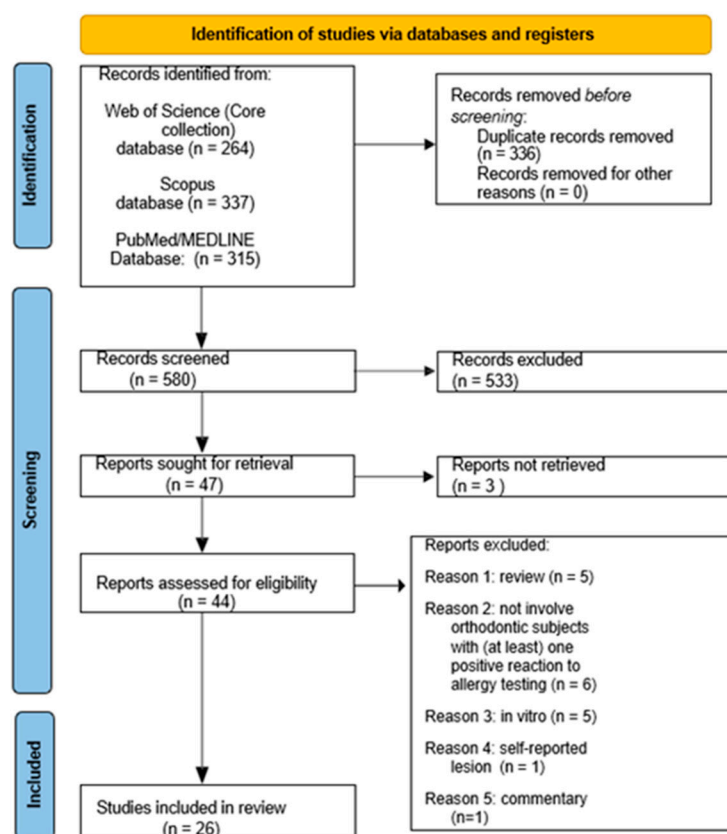 Identification of studies via databases and registers
Identification
Records identified from:
Web of Science (Core
collection)
database (n = 264)
Scopus
database (n = 337)
PubMed/MEDLINE
Database: (n = 315)
Records removed before
screening:
Duplicate records removed
(n = 336)
Records removed for other
reasons (n = 0)
Screening
Records screened
(n = 580)
Records excluded
(n = 533)
Reports sought for retrieval
(n = 47)
Reports not retrieved
(n = 3 )
Reports assessed for eligibility
(n = 44)
Reports excluded:
Reason 1: review (n = 5)
Reason 2: not involve
orthodontic subjects
with (at least) one
positive reaction to
allergy testing (n = 6)
Reason 3: in vitro (n = 5)
Reason 4: self-reported
lesion (n = 1)
Reason 5: commentary
(n=1)
Included
Studies included in review
(n = 26)